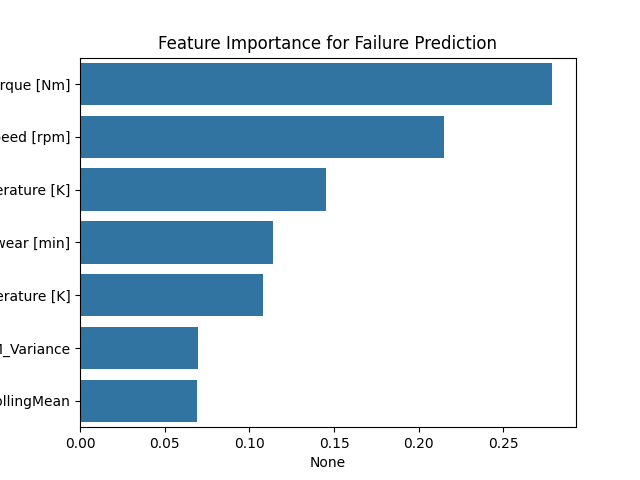 Feature Importance for Failure Prediction
rque [Nm]
eed [rpm]
erature [K]
wear [min]
erature [K]
_Variance
ollingMean
0.00 0.05 0.10 0.15 0.20 0.25
None